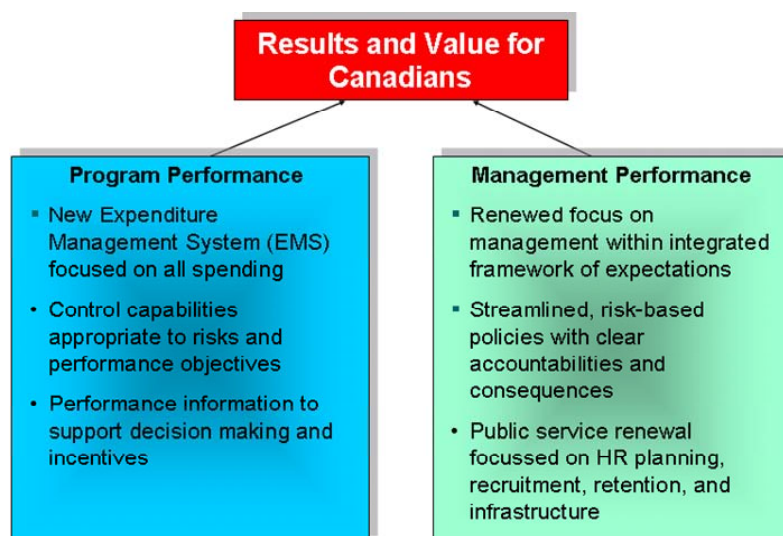 Results and Value for
Canadians
Program Performance
▪ New Expenditure
Management System (EMS)
focused on all spending
• Control capabilities
appropriate to risks and
performance objectives
• Performance information to
support decision making and
incentives
Management Performance
▪ Renewed focus on
management within integrated
framework of expectations
▪ Streamlined, risk-based
policies with clear
accountabilities and
consequences
• Public service renewal
focussed on HR planning,
recruitment, retention, and
infrastructure